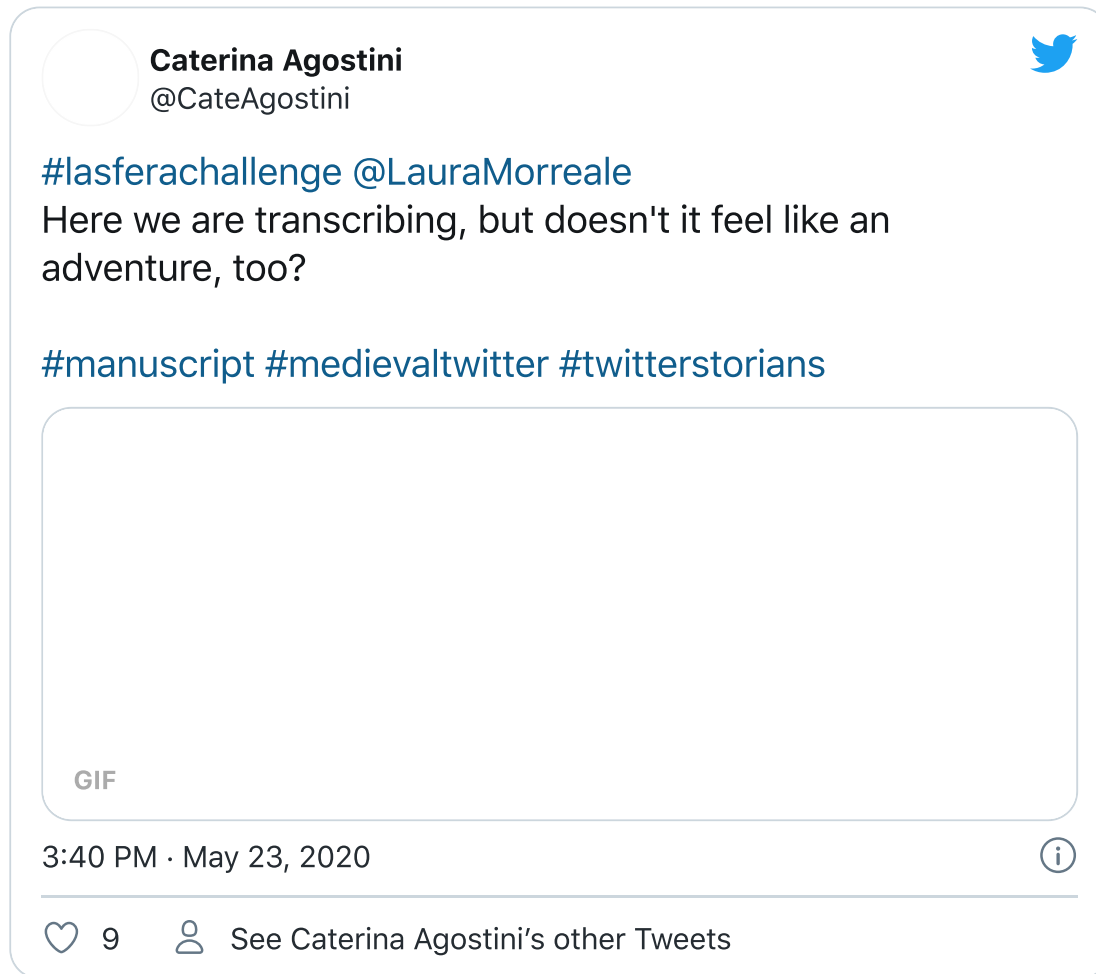 Caterina Agostini
@CateAgostini
#lasferachallenge @LauraMorreale
Here we are transcribing, but doesn't it feel like an
adventure, too?
#manuscript #medievaltwitter #twitterstorians
GIF
3:40 PM · May 23, 2020
9 See Caterina Agostini’s other Tweets